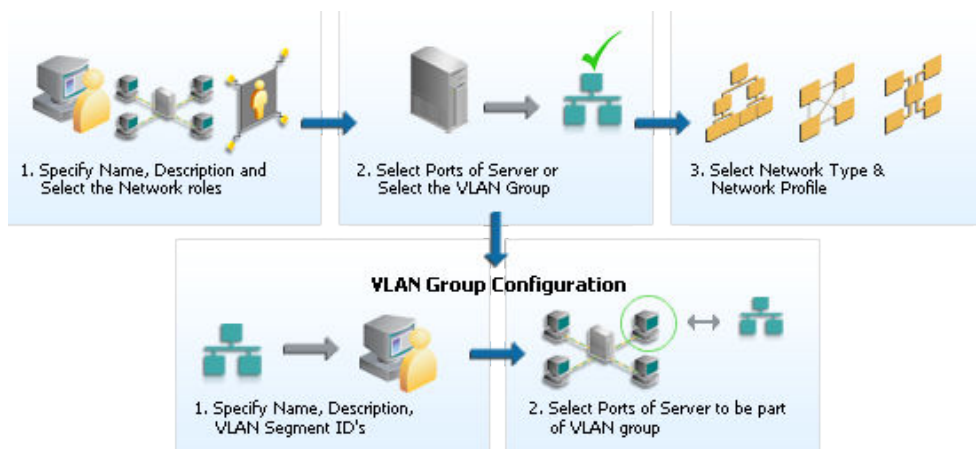 1. Specify Name, Description and
Select the Network roles
2. Select Ports of Server or
Select the VLAN Group
3. Select Network Type &
Network Profile
VLAN Group Configuration
1. Specify Name, Description,
VLAN Segment ID's
2. Select Ports of Server to be part
of VLAN group